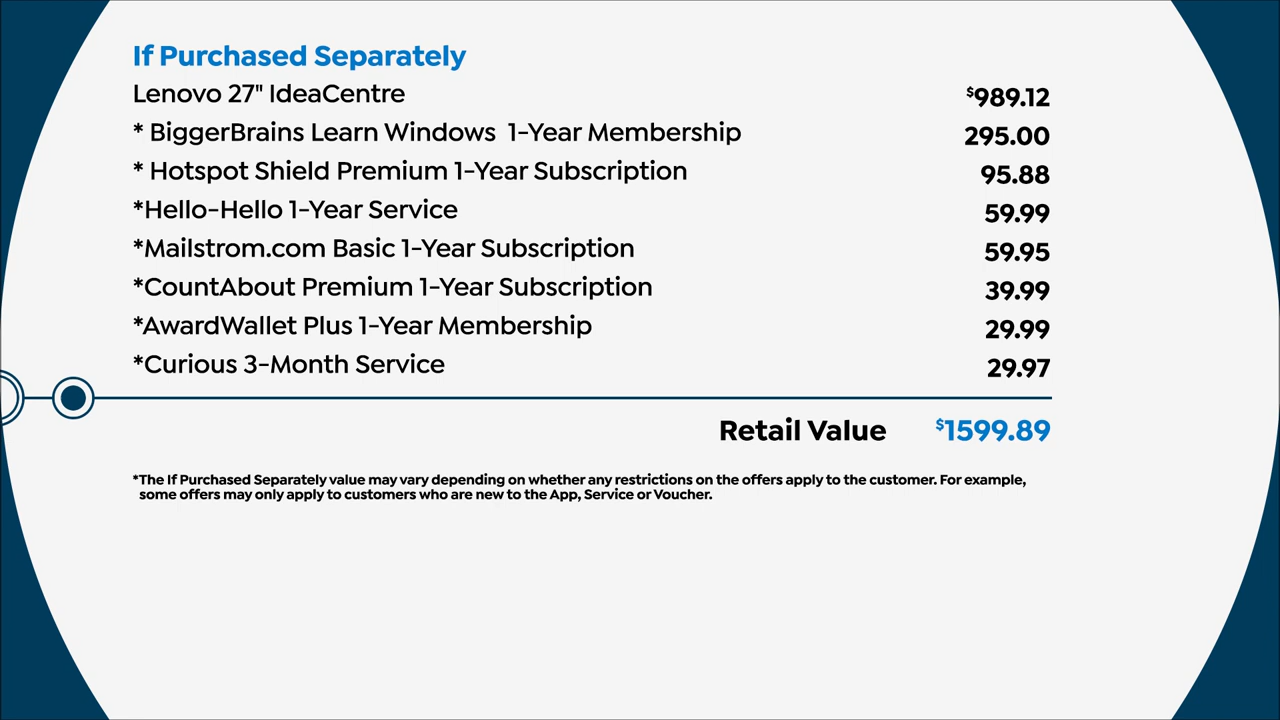 If Purchased Separately
Lenovo 27" IdeaCentre $989.12
* BiggerBrains Learn Windows 1-Year Membership 295.00
* Hotspot Shield Premium 1-Year Subscription 95.88
*Hello-Hello 1-Year Service 59.99
*Mailstrom.com Basic 1-Year Subscription 59.95
*CountAbout Premium 1-Year Subscription 39.99
*AwardWallet Plus 1-Year Membership 29.99
*Curious 3-Month Service 29.97
Retail Value $1599.89
*The If Purchased Separately value may vary depending on whether any restrictions on the offers apply to the customer. For example,
some offers may only apply to customers who are new to the App, Service or Voucher.